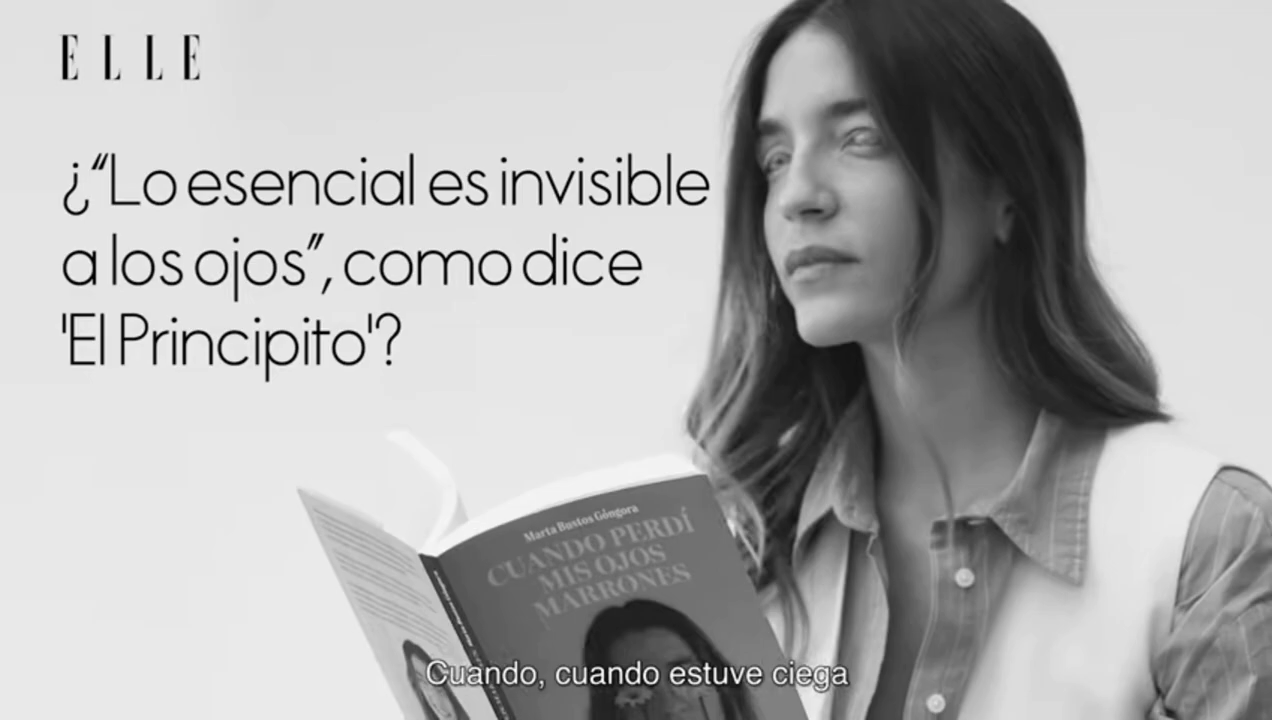 ELLE
¿“Lo esencial es invisible
a los ojos”, como dice
'El Principito'?
Marta Bustos Góngora
CUANDO PERDÍ
MIS OJOS
MARRONES
Cuando, cuando estuve ciega